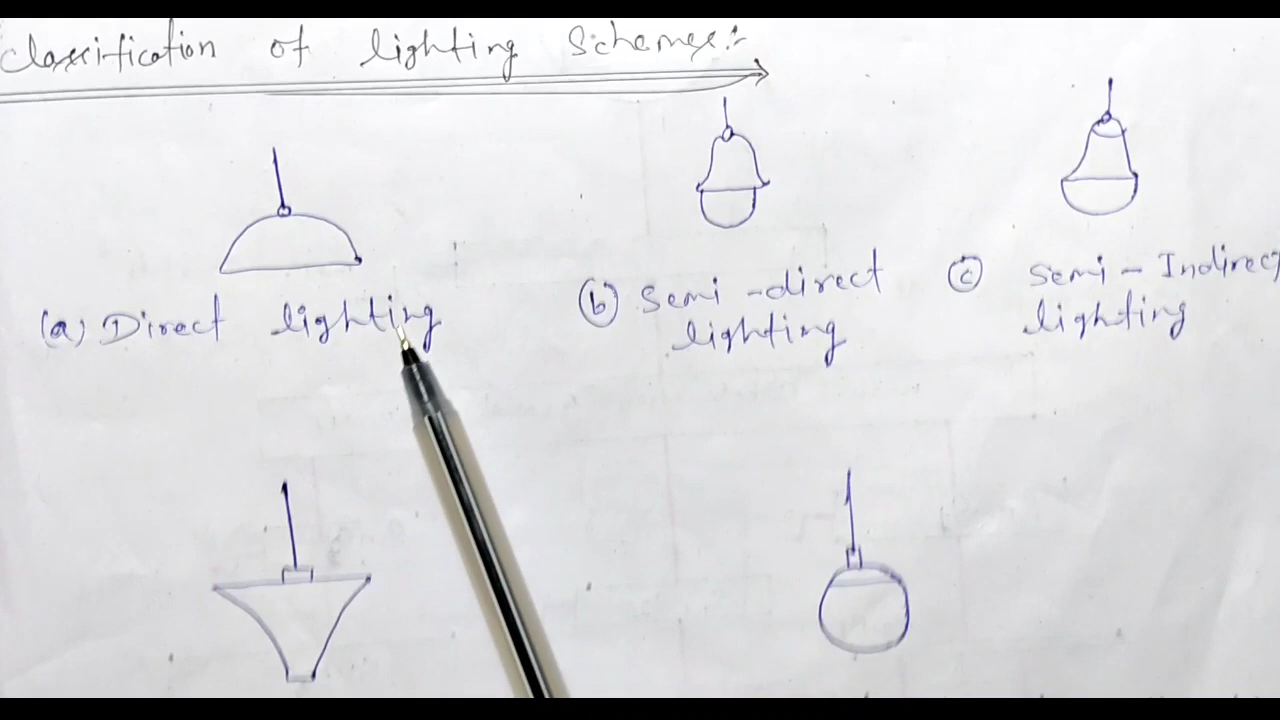 Classification of lighting Schemes:-
(a) Direct lighting
(b) Semi-direct
lighting
(c) Semi-Indirect
lighting